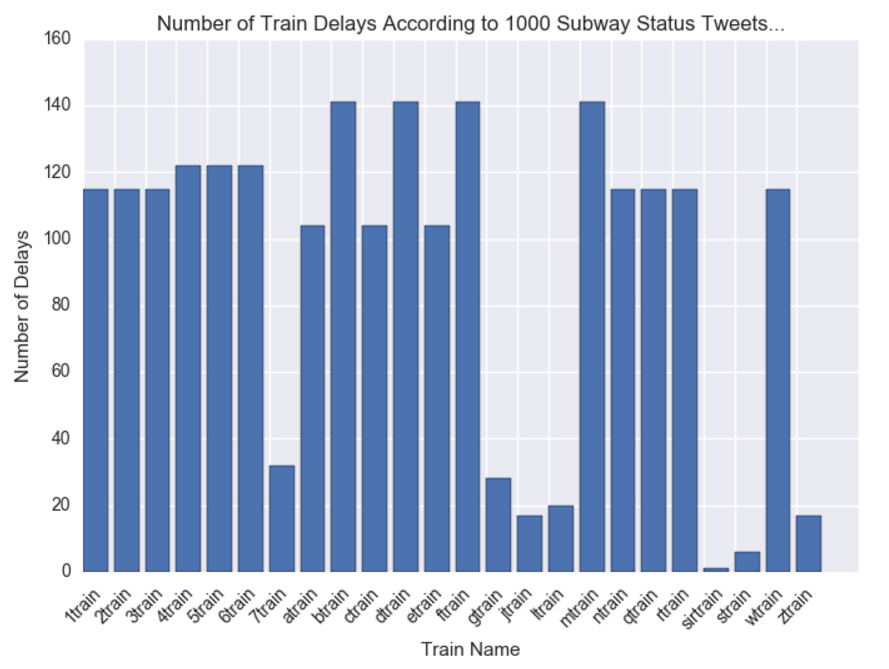 Number of Train Delays According to 1000 Subway Status Tweets...
160
140
120
100
80
60
40
20
0
Number of Delays
1train
2train
3train
4train
5train
6train
7train
atrain
btrain
ctrain
dtrain
etrain
ftrain
gtrain
jtrain
ltrain
mtrain
ntrain
qtrain
rtrain
sirtrain
strain
wtrain
ztrain
Train Name